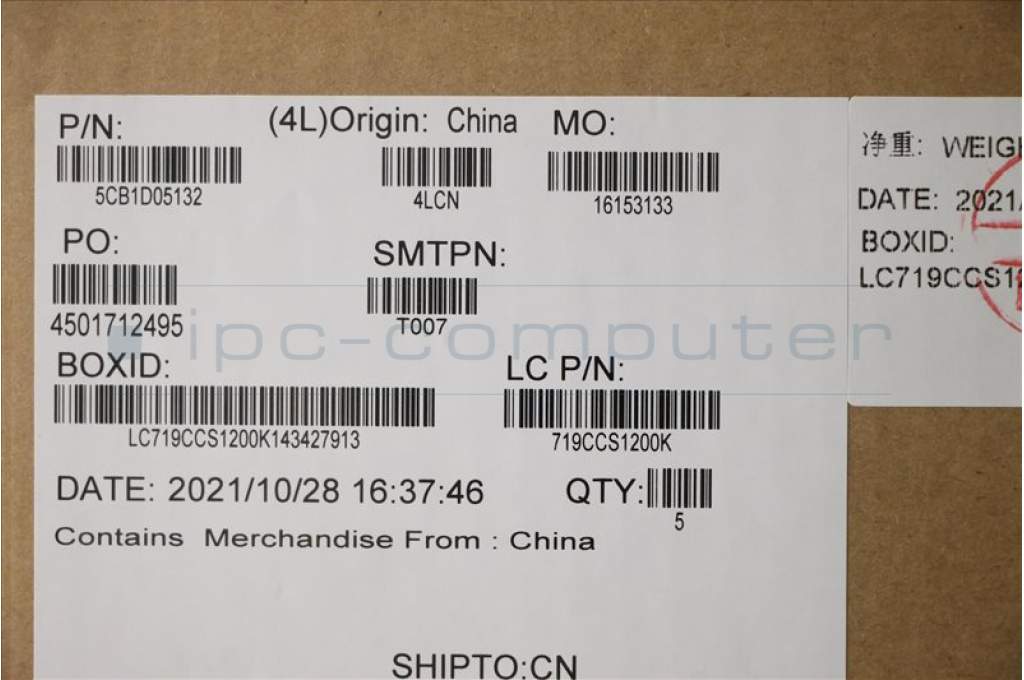 P/N:
(4L)Origin: China
MO:
5CB1D05132
4LCN
16153133
PO:
SMTPN:
4501712495
T007
ipc-computer
BOXID:
LC P/N:
LC719CCS1200K143427913
719CCS1200K
DATE: 2021/10/28 16:37:46
QTY:
5
Contains Merchandise From : China
SHIPTO:CN
净重: WEIG
DATE: 2021/
BOXID:
LC719CCS12